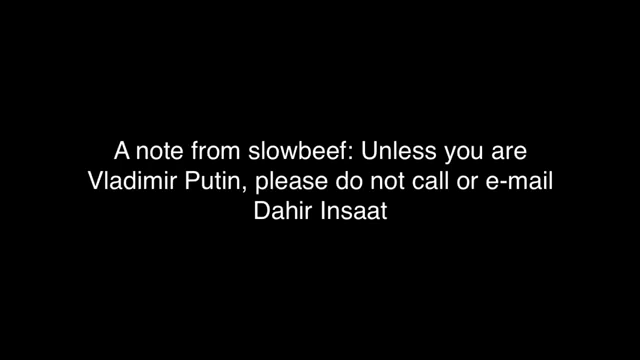 A note from slowbeef: Unless you are
Vladimir Putin, please do not call or e-mail
Dahir Insaat